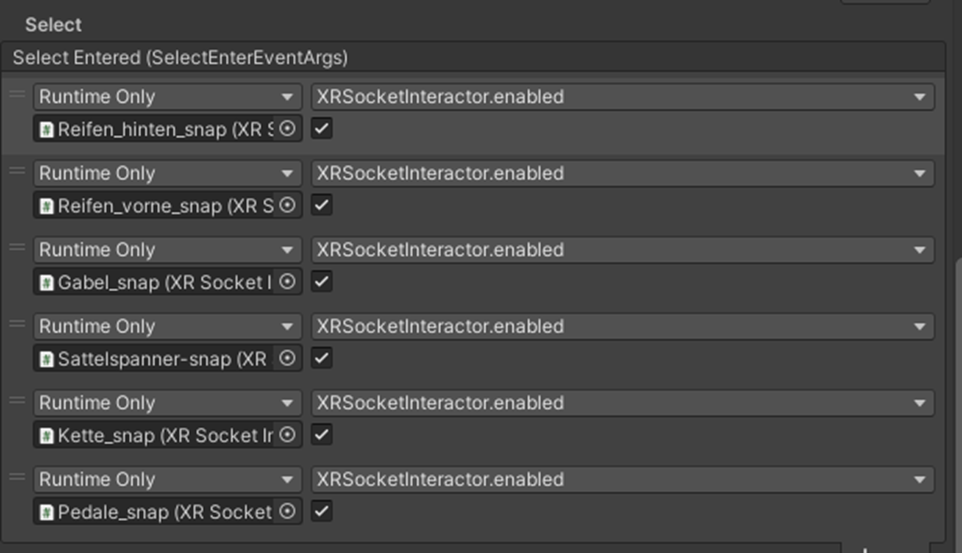 Select
Select Entered (SelectEnterEventArgs)
Runtime Only XRSocketInteractor.enabled
Reifen_hinten_snap (XR S
Runtime Only XRSocketInteractor.enabled
Reifen_vorne_snap (XR S
Runtime Only XRSocketInteractor.enabled
Gabel_snap (XR Socket I
Runtime Only XRSocketInteractor.enabled
Sattelspanner-snap (XR
Runtime Only XRSocketInteractor.enabled
Kette_snap (XR Socket Ir
Runtime Only XRSocketInteractor.enabled
Pedale_snap (XR Socket